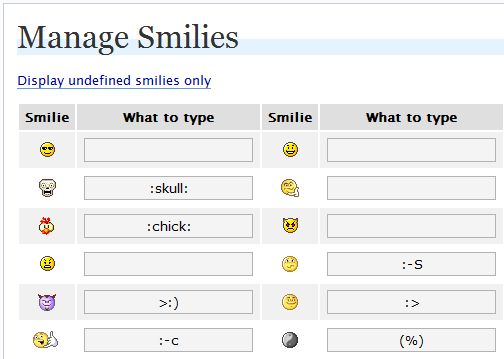 Manage Smilies
Display undefined smilies only
Smilie What to type Smilie What to type
:skull:
:chick:
:-S
>:) :>
:-c (%)